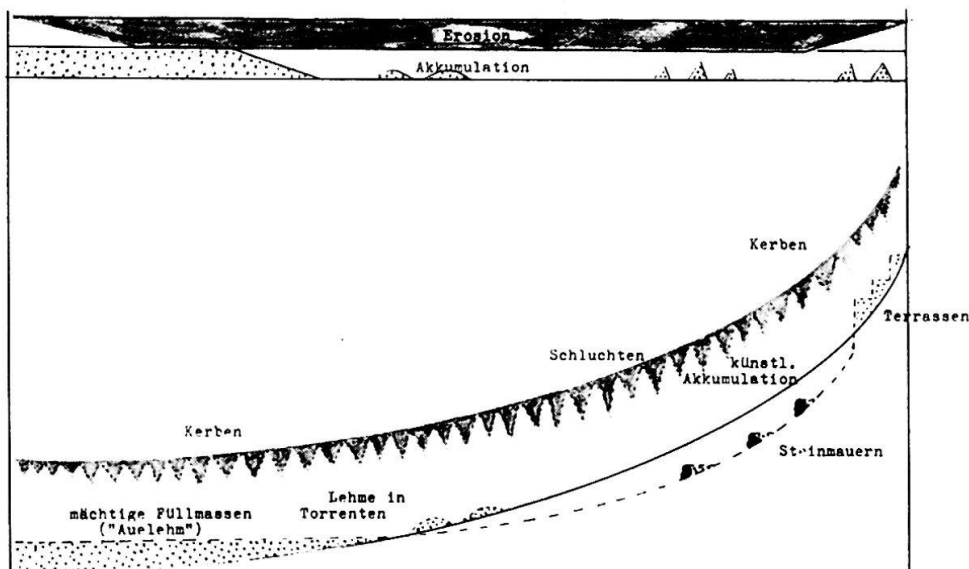 Erosion
Akkumulation
Kerben
Terrassen
Schluchten
künstl.
Akkumulation
Kerben
Steinmauern
Lehme in
Torrenten
mächtige Füllmassen
("Auelehm")